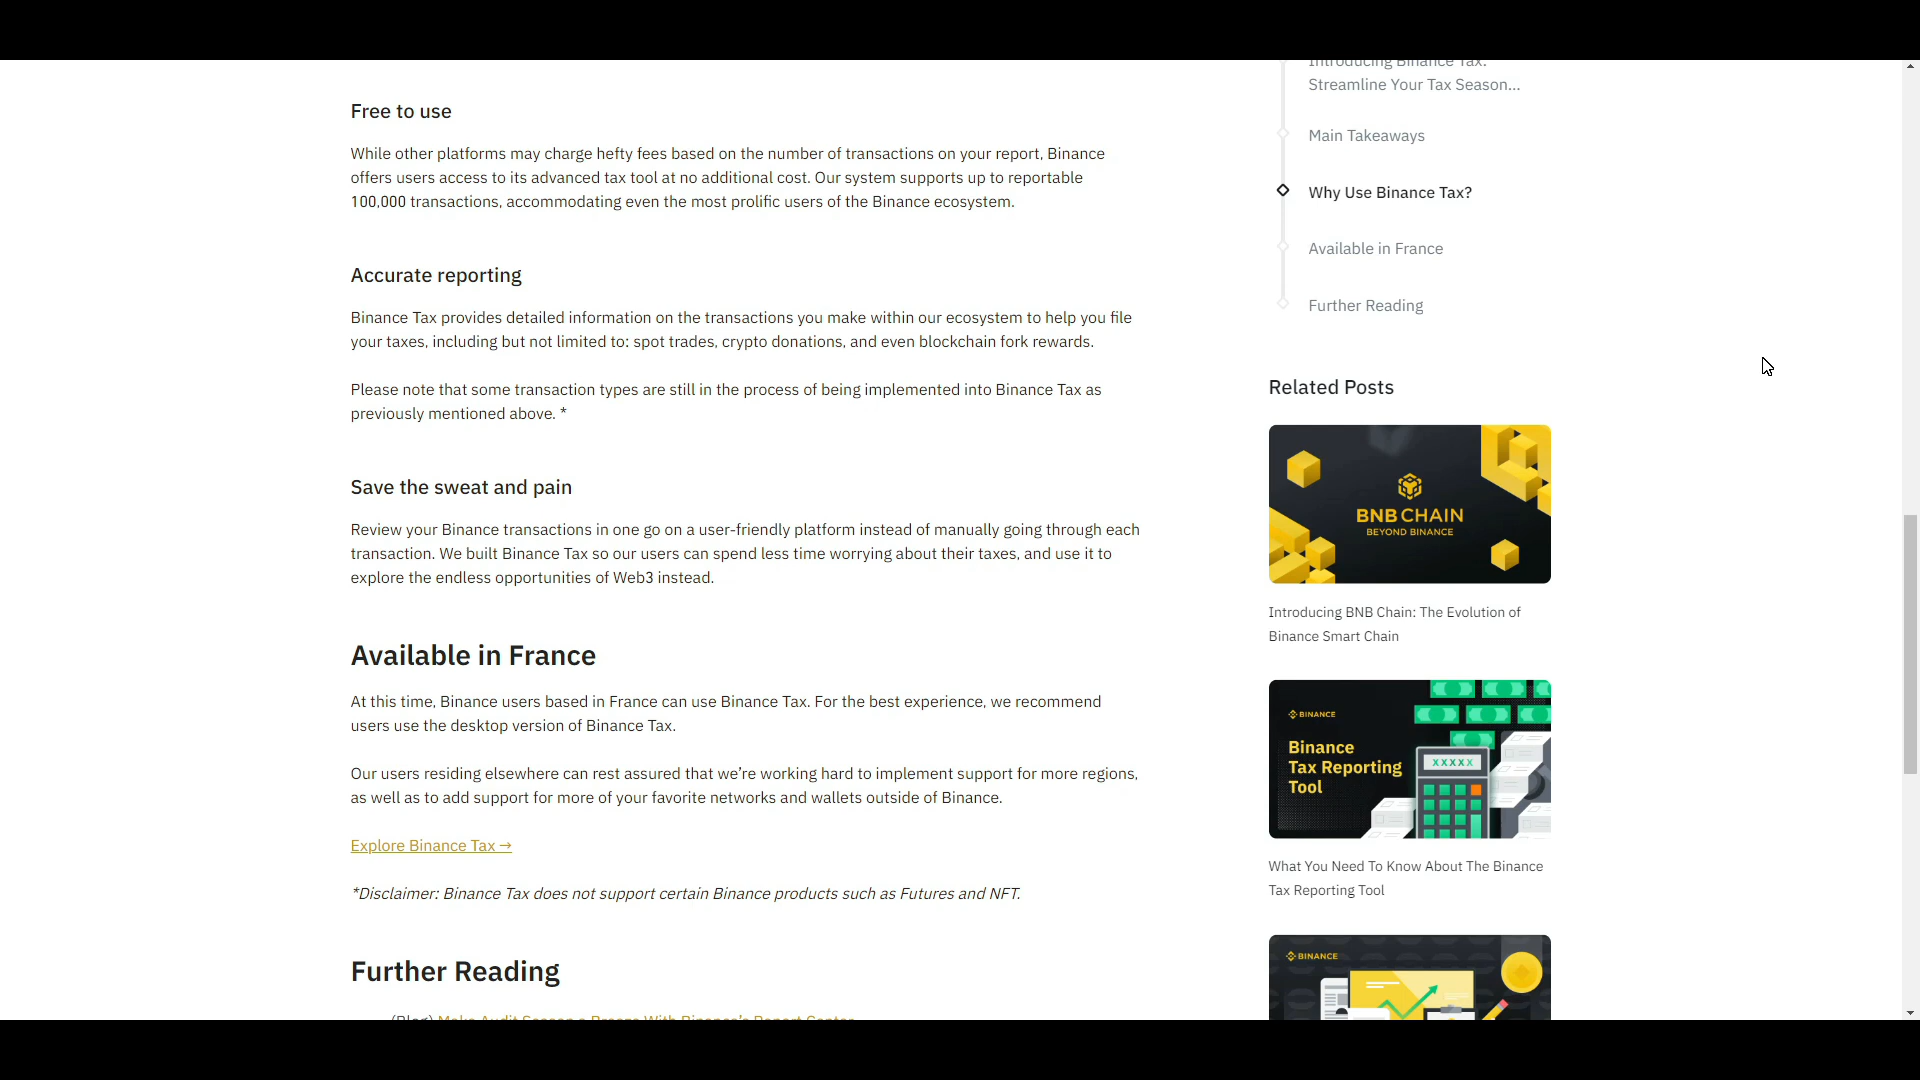 Free to use
While other platforms may charge hefty fees based on the number of transactions on your report, Binance
offers users access to its advanced tax tool at no additional cost. Our system supports up to reportable
100,000 transactions, accommodating even the most prolific users of the Binance ecosystem.
Accurate reporting
Binance Tax provides detailed information on the transactions you make within our ecosystem to help you file
your taxes, including but not limited to: spot trades, crypto donations, and even blockchain fork rewards.
Please note that some transaction types are still in the process of being implemented into Binance Tax as
previously mentioned above. *
Save the sweat and pain
Review your Binance transactions in one go on a user-friendly platform instead of manually going through each
transaction. We built Binance Tax so our users can spend less time worrying about their taxes, and use it to
explore the endless opportunities of Web3 instead.
Available in France
At this time, Binance users based in France can use Binance Tax. For the best experience, we recommend
users use the desktop version of Binance Tax.
Our users residing elsewhere can rest assured that we’re working hard to implement support for more regions,
as well as to add support for more of your favorite networks and wallets outside of Binance.
Explore Binance Tax →
*Disclaimer: Binance Tax does not support certain Binance products such as Futures and NFT.
Further Reading
(Blog) Make Audit Season a Breeze With Binance’s Report Center
Introducing Binance Tax:
Streamline Your Tax Season...
Main Takeaways
Why Use Binance Tax?
Available in France
Further Reading
Related Posts
BNB CHAIN
BEYOND BINANCE
Introducing BNB Chain: The Evolution of
Binance Smart Chain
BINANCE
Binance
Tax Reporting
Tool
XXXXX
What You Need To Know About The Binance
Tax Reporting Tool
BINANCE